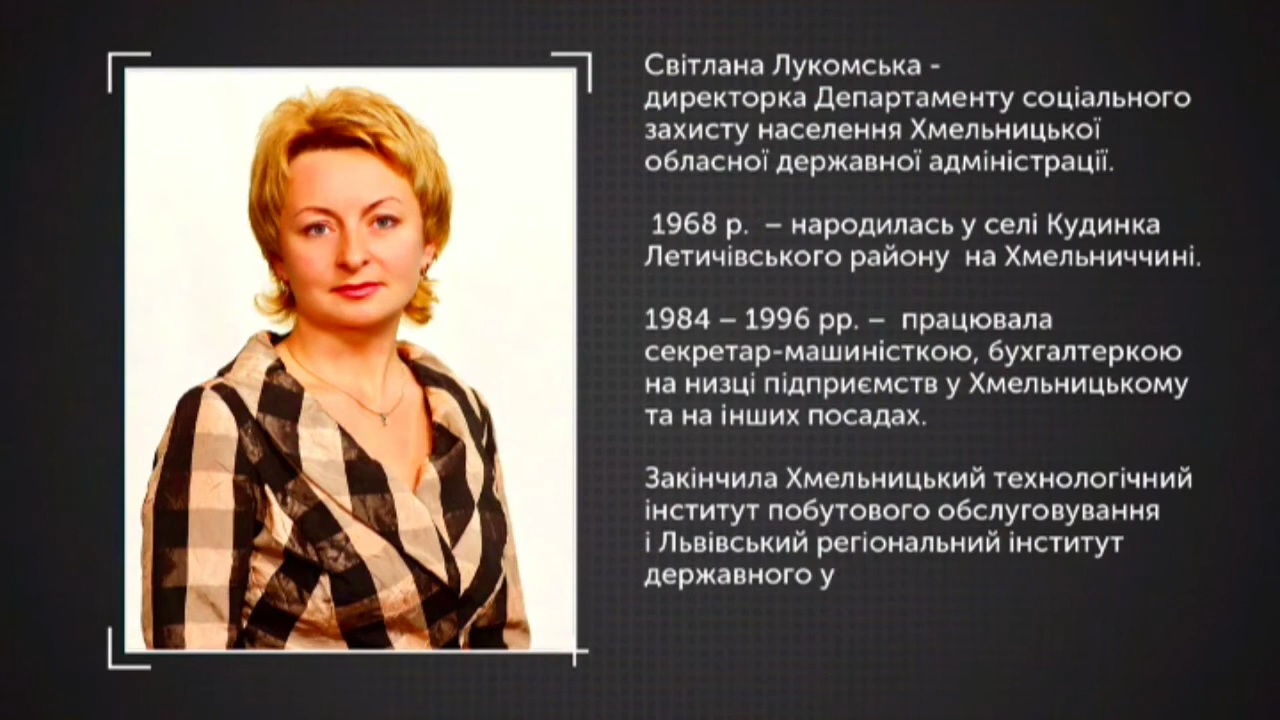 Світлана Лукомська -
директорка Департаменту соціального
захисту населення Хмельницької
обласної державної адміністрації.
1968 р. – народилась у селі Кудинка
Летичівського району на Хмельниччині.
1984 – 1996 рр. – працювала
секретар-машиністкою, бухгалтеркою
на низці підприємств у Хмельницькому
та на інших посадах.
Закінчила Хмельницький технологічний
інститут побутового обслуговування
і Львівський регіональний інститут
державного у